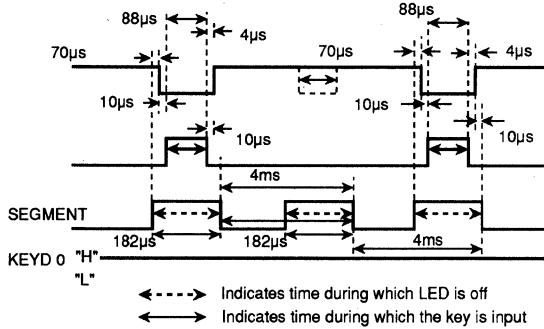 88µs 88µs
4µs
70µs 70µs 4µs
10µs 10µs
10µs 10µs
4ms
SEGMENT
182µs 182µs 4ms
KEYD 0 "H"
"L"
Indicates time during which LED is off
Indicates time during which the key is input